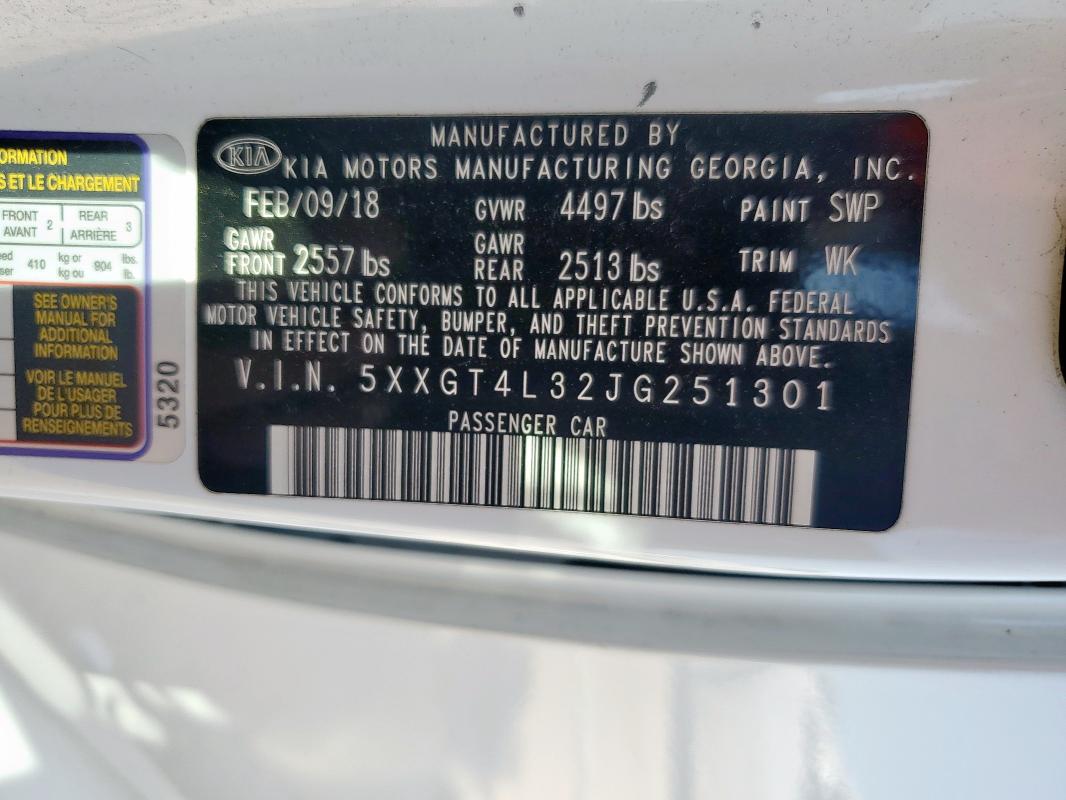 ORMATION
S ET LE CHARGEMENT
FRONT
AVANT 2
REAR
ARRIÈRE 3
410 kg or
kg ou 904 lbs.
lb.
SEE OWNER'S
MANUAL FOR
ADDITIONAL
INFORMATION
VOIR LE MANUEL
DE L'USAGER
POUR PLUS DE
RENSEIGNEMENTS
5320
MANUFACTURED BY
KIA KIA MOTORS MANUFACTURING GEORGIA, INC.
FEB/09/18 GVWR 4497 lbs PAINT SWP
GAWR
FRONT 2557 lbs GAWR
REAR 2513 lbs TRIM WK
THIS VEHICLE CONFORMS TO ALL APPLICABLE U.S.A. FEDERAL
MOTOR VEHICLE SAFETY, BUMPER, AND THEFT PREVENTION STANDARDS
IN EFFECT ON THE DATE OF MANUFACTURE SHOWN ABOVE.
V.I.N. 5XXGT4L32JG251301
PASSENGER CAR